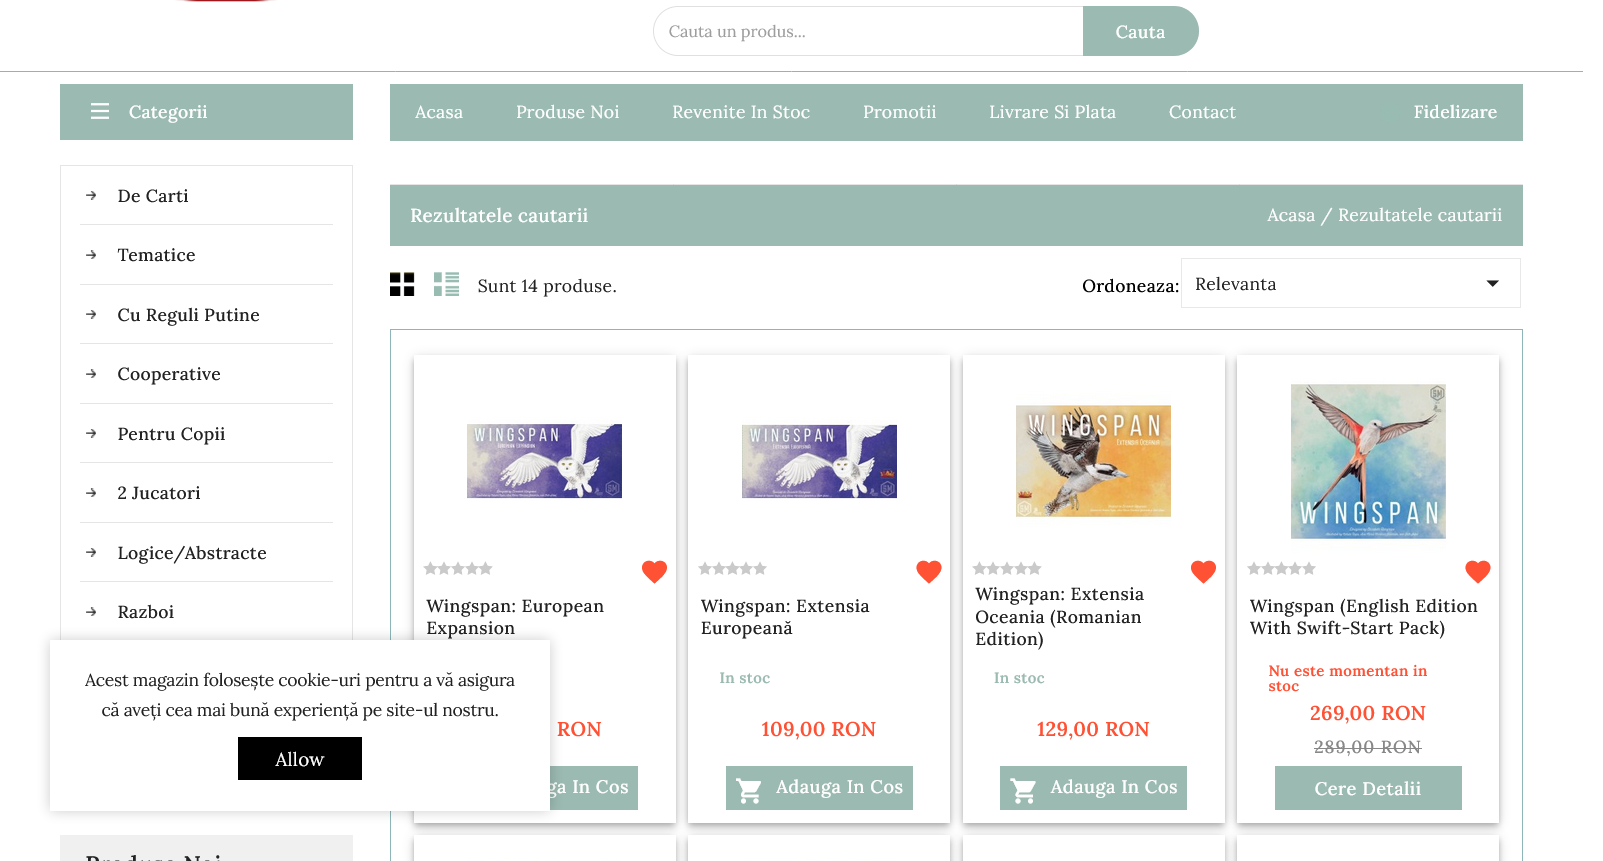 Cauta un produs...
Cauta
Categorii
Acasa
Produse Noi
Revenite In Stoc
Promotii
Livrare Si Plata
Contact
Fidelizare
De Carti
Tematice
Cu Reguli Putine
Cooperative
Pentru Copii
2 Jucatori
Logice/Abstracte
Razboi
Rezultatele cautarii
Acasa / Rezultatele cautarii
Sunt 14 produse.
Ordoneaza:
Relevanta
WINGSPAN
EUROPEAN EXPANSION
WINGSPAN
EXTENSIA EUROPEANĂ
WINGSPAN
EXTENSIA OCEANIA
WINGSPAN
Wingspan: European
Expansion
Wingspan: Extensia
Europeană
Wingspan: Extensia
Oceania (Romanian
Edition)
Wingspan (English Edition
With Swift-Start Pack)
In stoc
In stoc
Nu este momentan in
stoc
RON
109,00 RON
129,00 RON
269,00 RON
289,00 RON
ga In Cos
Adauga In Cos
Adauga In Cos
Cere Detalii
Acest magazin folosește cookie-uri pentru a vă asigura
că aveți cea mai bună experiență pe site-ul nostru.
Allow
Produse Noi